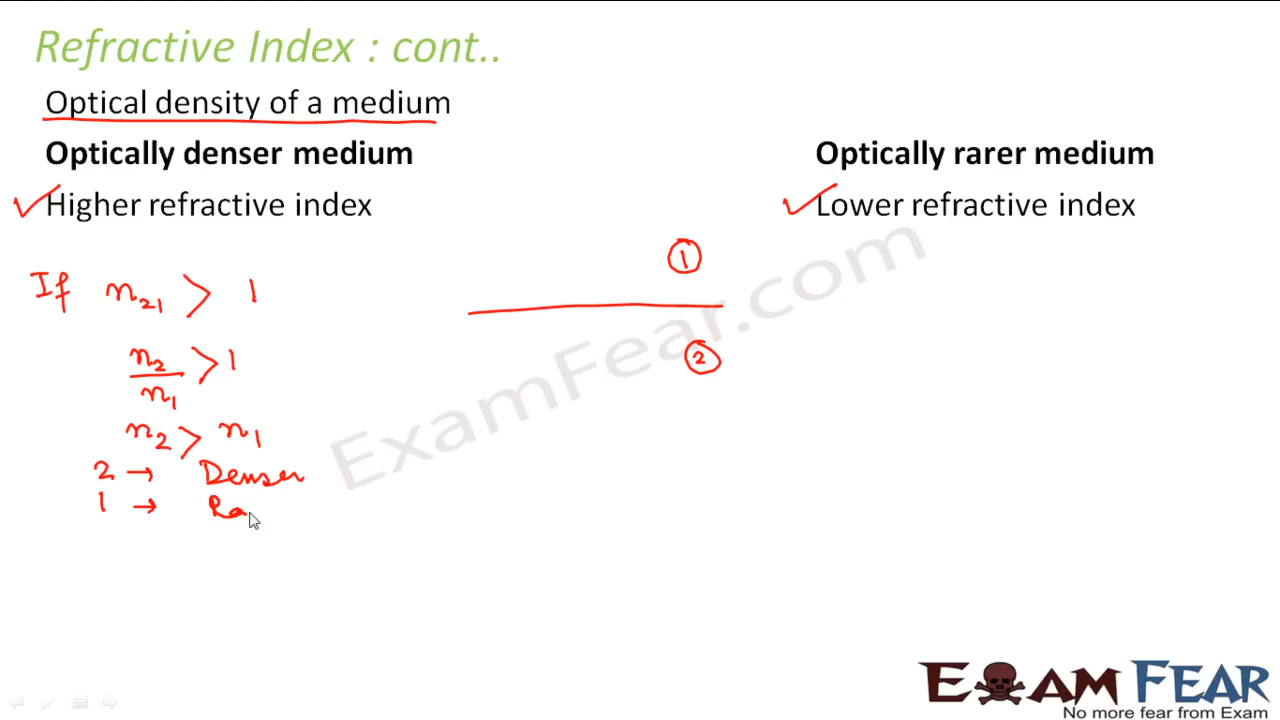 Refractive Index : cont..
Optical density of a medium
Optically denser medium
Optically rarer medium
Higher refractive index
Lower refractive index
1
If n₂₁ > 1
n₂/n₁ > 1
2
n₂ > n₁
2 → Denser
1 → Ra
ExamFear.com
EXAM FEAR
No more fear from Exam